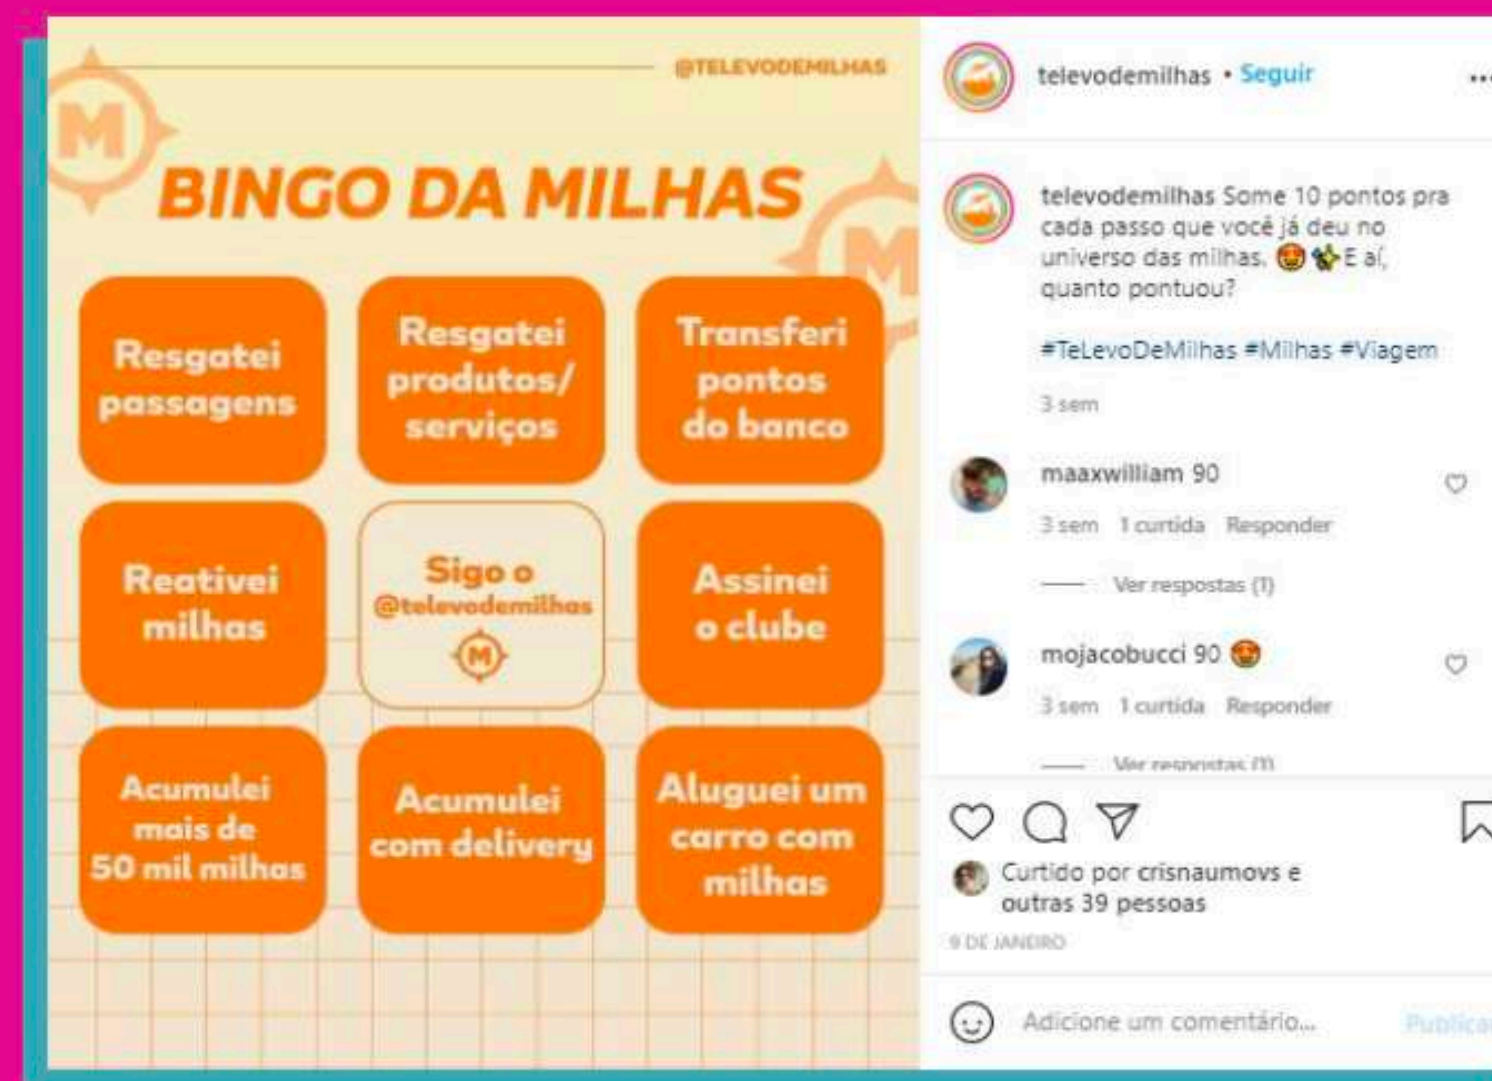 @TELEVODEMILHAS
M
BINGO DA MILHAS
M
Resgatei
passagens
Resgatei
produtos/
serviços
Transferi
pontos
do banco
Reativei
milhas
Sigo o
@televodemilhas
M
Assinei
o clube
Acumulei
mais de
50 mil milhas
Acumulei
com delivery
Aluguei um
carro com
milhas
televodemilhas • Seguir
televodemilhas Some 10 pontos pra
cada passo que você já deu no
universo das milhas. 🤩 ✨ E aí,
quanto pontuou?
#TeLevoDeMilhas #Milhas #Viagem
3 sem
maaxwilliam 90
3 sem 1 curtida Responder
Ver respostas (1)
mojacobucci 90 🤩
3 sem 1 curtida Responder
Ver respostas (1)
Curtido por crisnaumovs e
outras 39 pessoas
9 DE JANEIRO
Adicione um comentário... Publicar